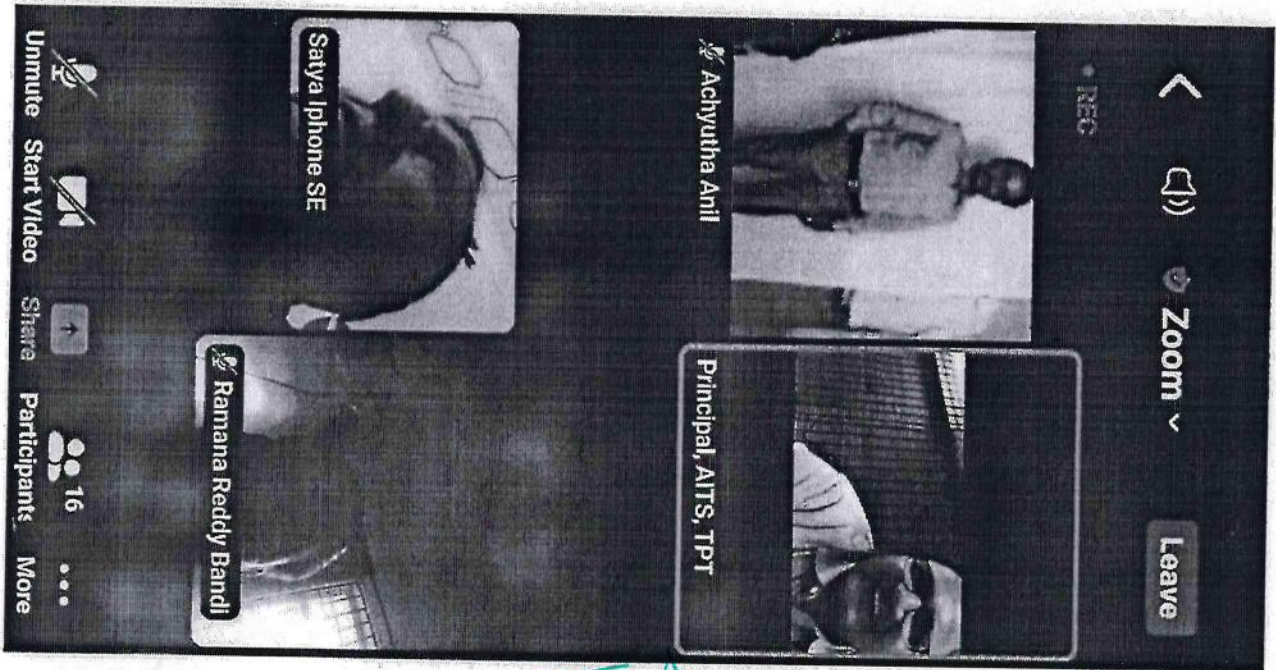 Zoom
Leave
REC
Achyutha Anil
Principal, AITS, TPT
Satya Iphone SE
Ramana Reddy Bandi
16
Unmute Start Video Share Participants More